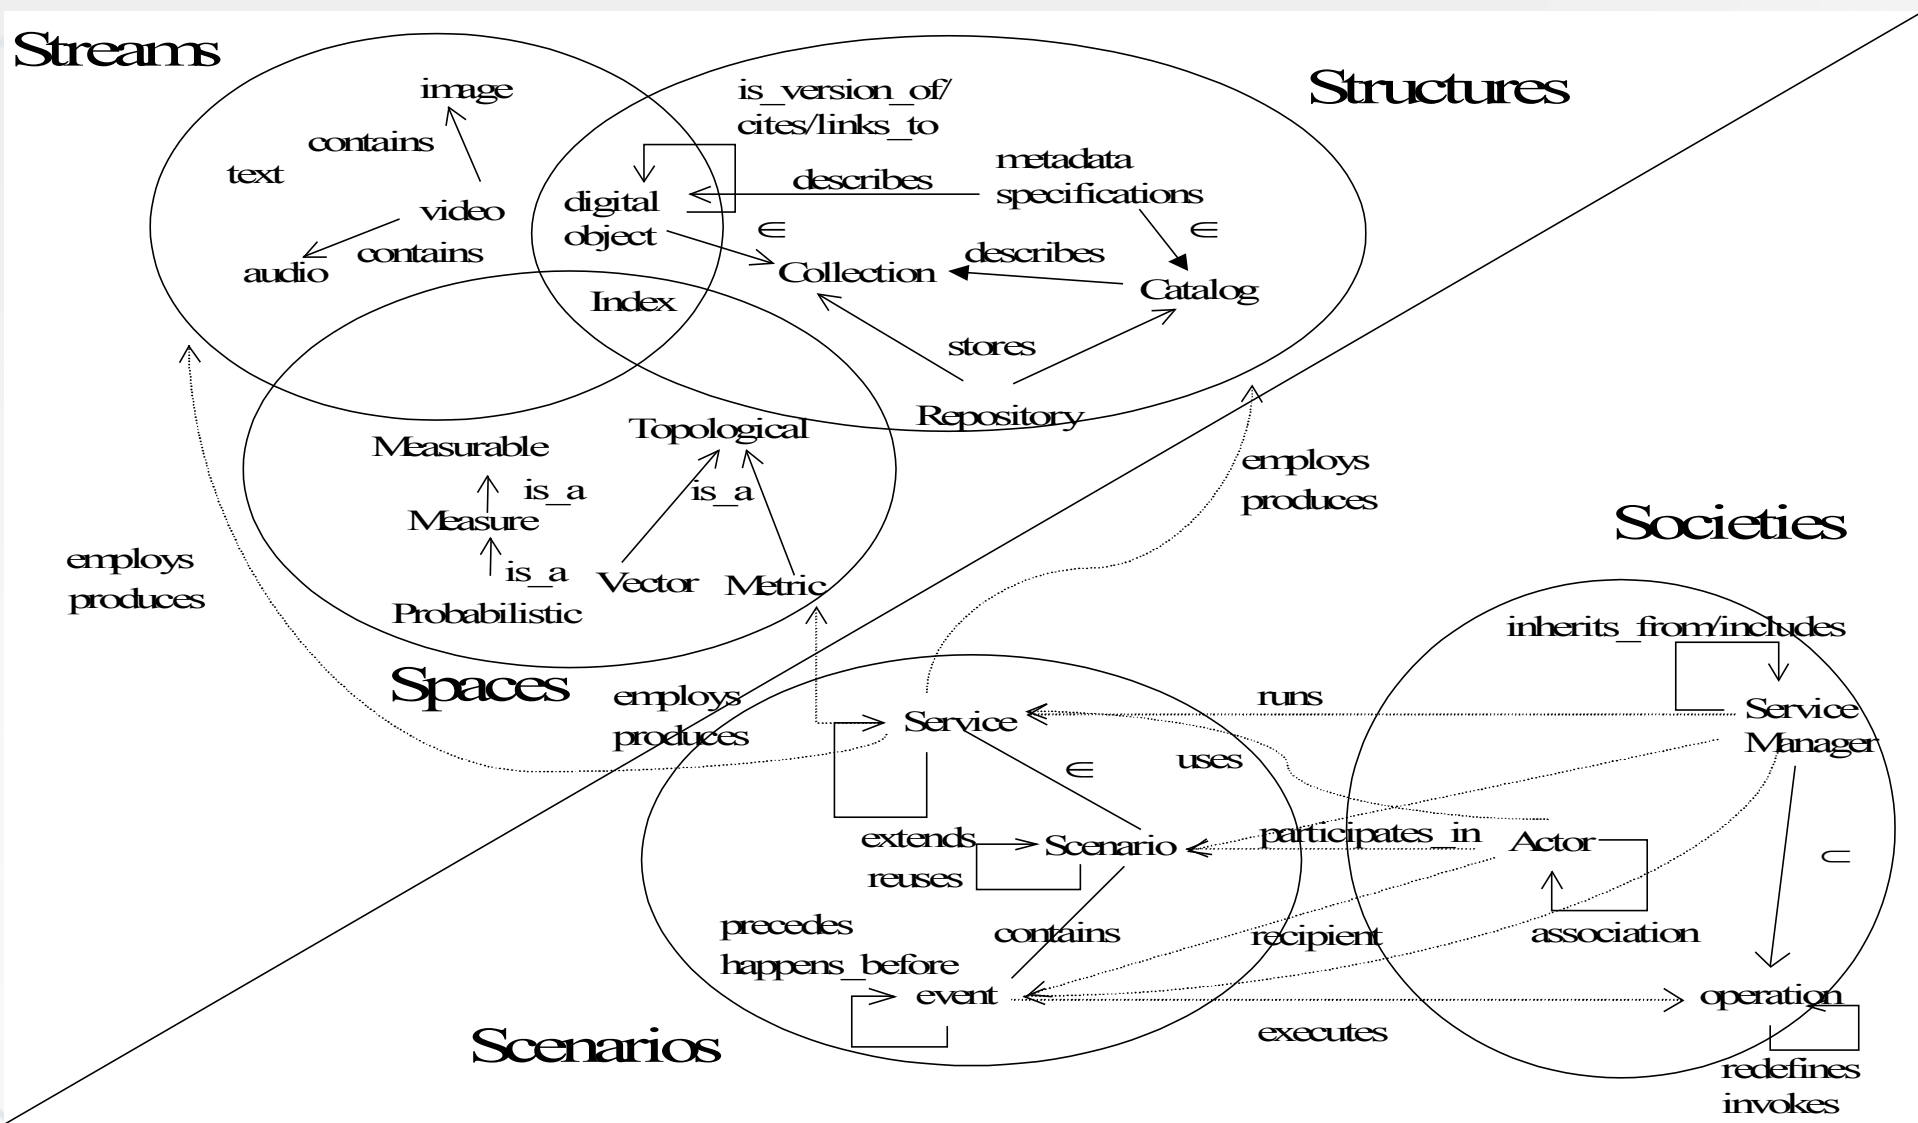 Streams
image
contains
text
video
contains
audio
is_version_of/
cites/links_to
Structures
metadata
specifications
describes
digital
object
∈
∈
describes
Collection
Catalog
Index
stores
Repository
Topological
Measurable
is_a
is_a
Measure
is_a
Vector
Metric
Probabilistic
employs
produces
Spaces
employs
produces
employs
produces
Societies
inherits_from/includes
runs
Service
Manager
Service
uses
∈
extends
reuses
Scenario
participates_in
Actor
⊂
precedes
happens_before
contains
recipient
association
event
operation
executes
Scenarios
redefines
invokes